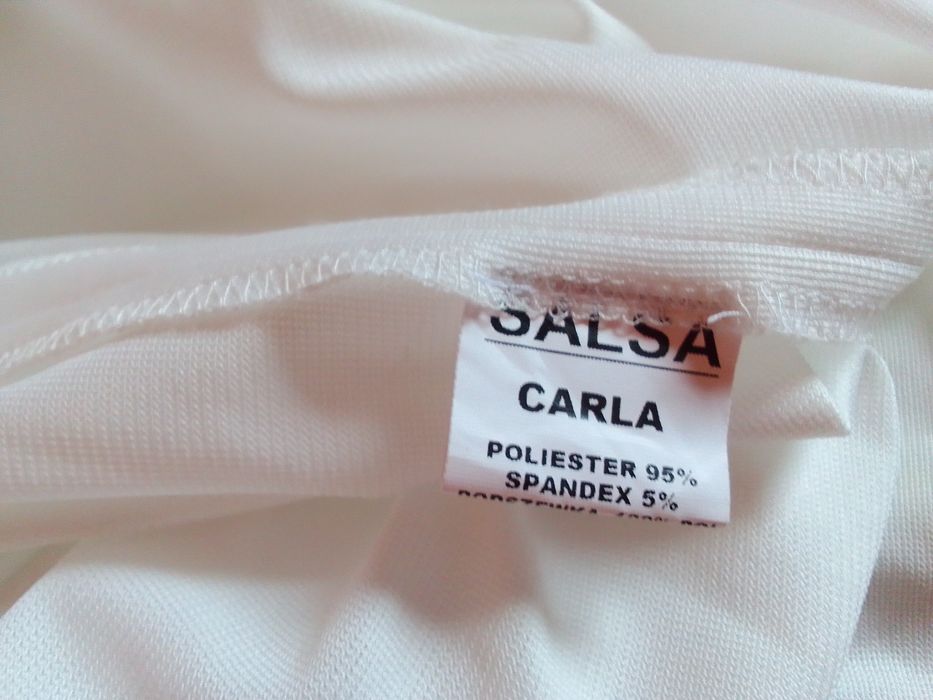 SALSA
CARLA
POLIESTER 95%
SPANDEX 5%